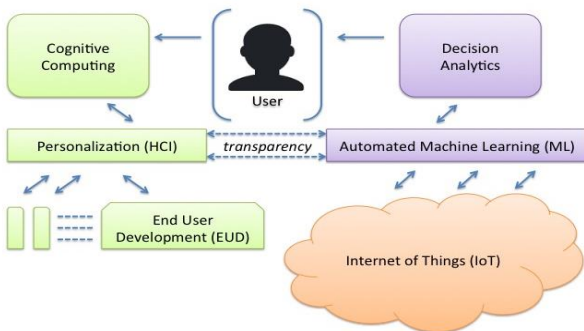 Cognitive
Computing
User
Decision
Analytics
Personalization (HCI)
transparency
Automated Machine Learning (ML)
End User
Development (EUD)
Internet of Things (IoT)